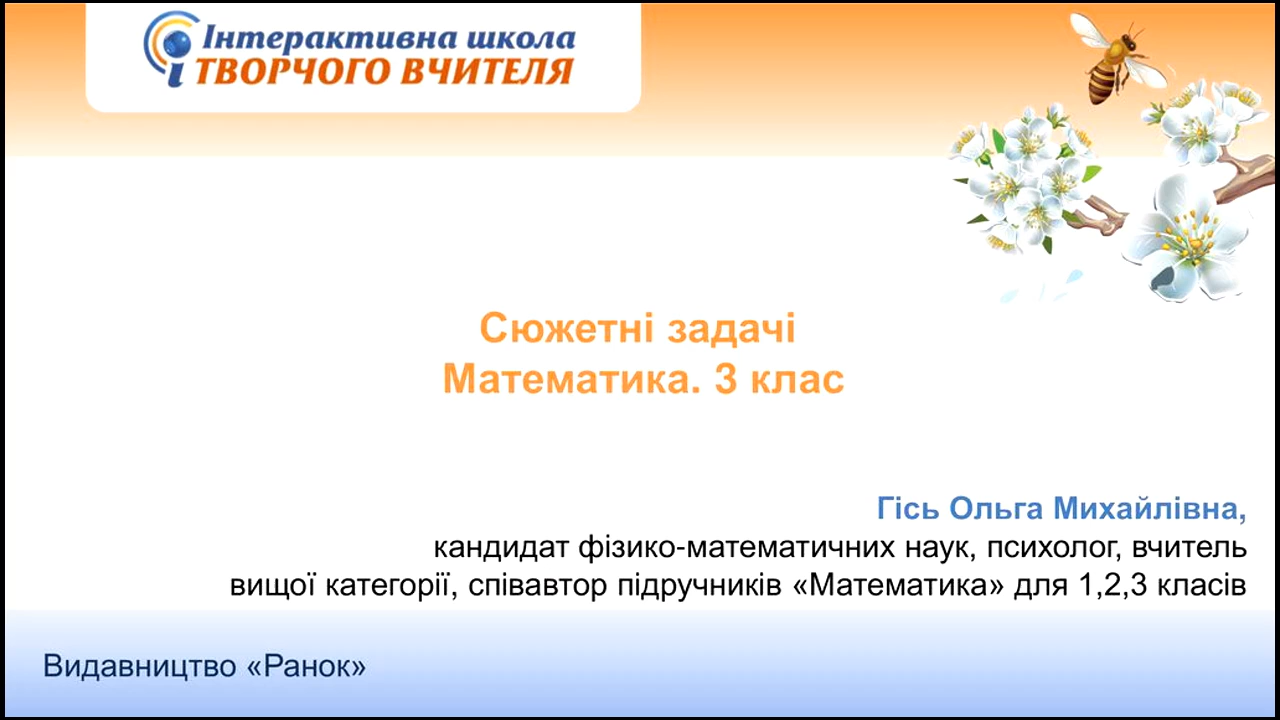 Інтерактивна школа
ТВОРЧОГО ВЧИТЕЛЯ
Сюжетні задачі
Математика. 3 клас
Гісь Ольга Михайлівна,
кандидат фізико-математичних наук, психолог, вчитель
вищої категорії, співавтор підручників «Математика» для 1,2,3 класів
Видавництво «Ранок»